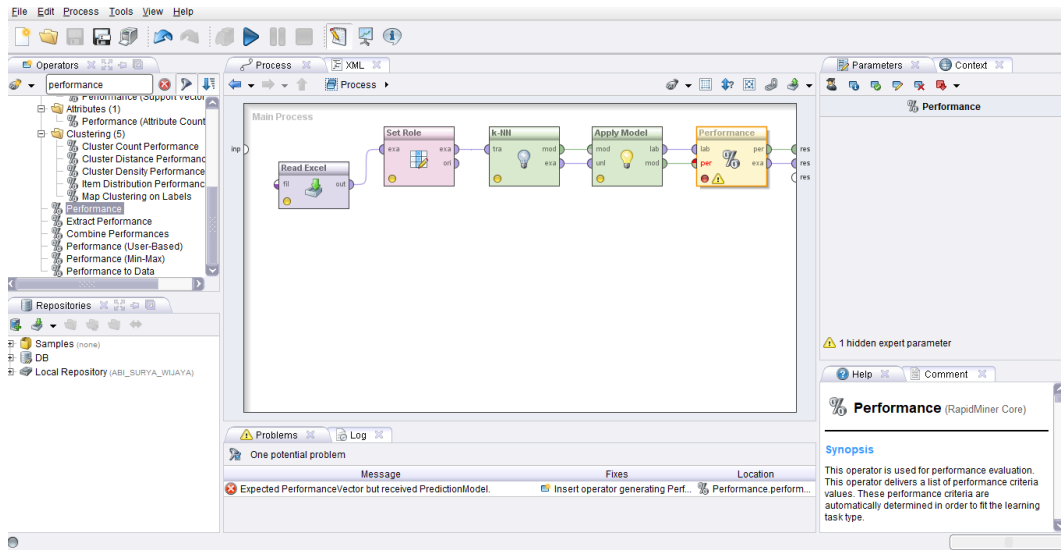 File Edit Process Tools View Help
Operators
performance
Performance (Support Vector
Attributes (1)
Performance (Attribute Count
Clustering (5)
Cluster Count Performance
Cluster Distance Performanc
Cluster Density Performance
Item Distribution Performanc
Map Clustering on Labels
Performance
Extract Performance
Combine Performances
Performance (User-Based)
Performance (Min-Max)
Performance to Data
Repositories
Samples (none)
DB
Local Repository (ABI_SURYA_WIJAYA)
Process XML
Process
Main Process
inp
Read Excel
fil out
Set Role
exa exa
ori
k-NN
tra mod
exa
Apply Model
mod lab
unl mod
Performance
lab per
per % exa
res
res
res
Problems Log
One potential problem
Message Fixes Location
Expected PerformanceVector but received PredictionModel. Insert operator generating Perf... Performance.perform...
Parameters Context
Performance
1 hidden expert parameter
Help Comment
Performance (RapidMiner Core)
Synopsis
This operator is used for performance evaluation.
This operator delivers a list of performance criteria
values. These performance criteria are
automatically determined in order to fit the learning
task type.